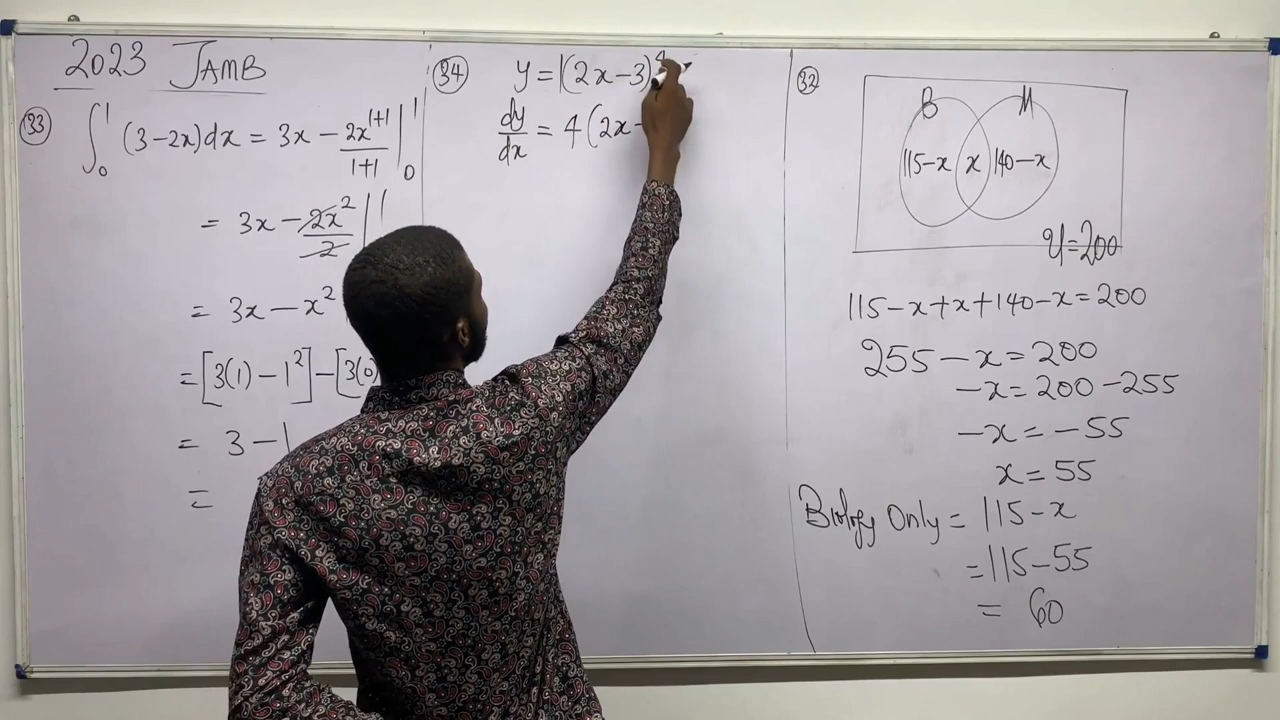 2023 JAMB
33
∫₀¹ (3-2x)dx = 3x - 2x¹⁺¹/1+1 |₀¹
= 3x - 2x²/2 |¹
= 3x - x²
= [3(1) - 1²] - [3(0)
= 3 - 1
=
34 y = (2x-3)⁴
dy/dx = 4(2x-
32
B M
115-x x 140-x
U=200
115-x+x+140-x=200
255-x=200
-x=200-255
-x=-55
x=55
Biology Only = 115-x
=115-55
= 60